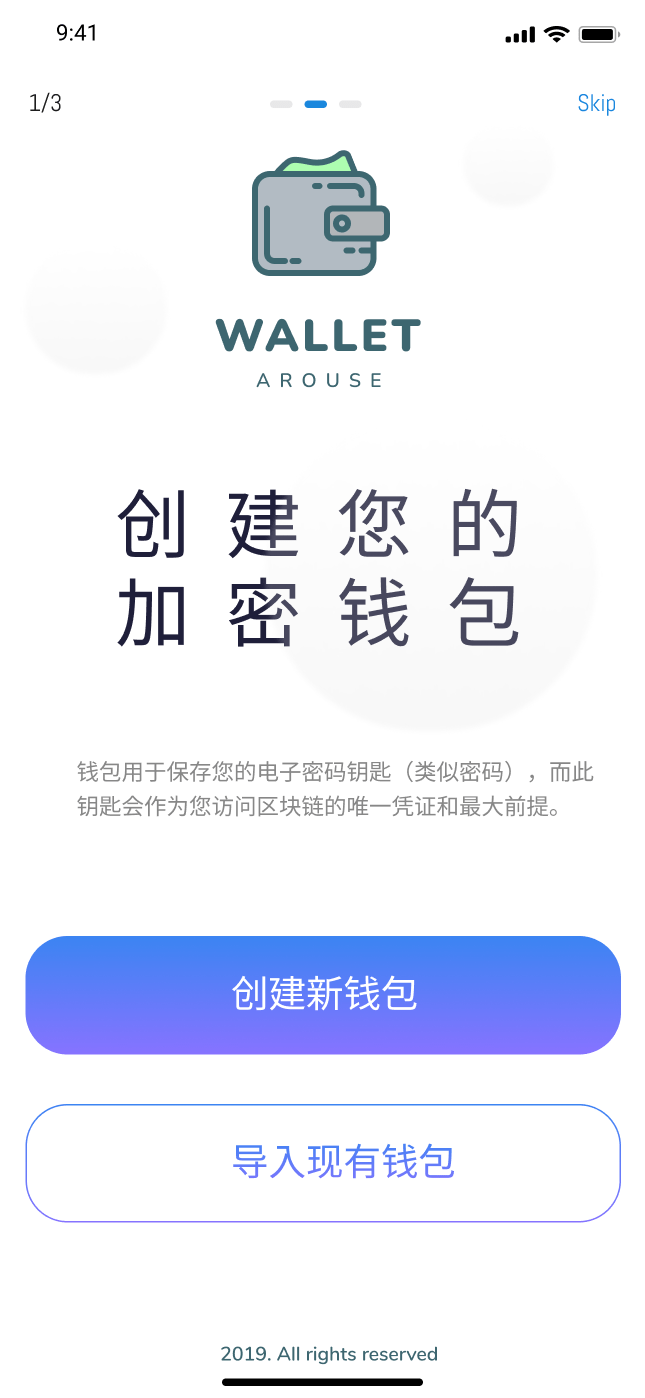 9:41
1/3
Skip
WALLET
AROUSE
创建您的
加密钱包
钱包用于保存您的电子密码钥匙（类似密码），而此
钥匙会作为您访问区块链的唯一凭证和最大前提。
创建新钱包
导入现有钱包
2019. All rights reserved